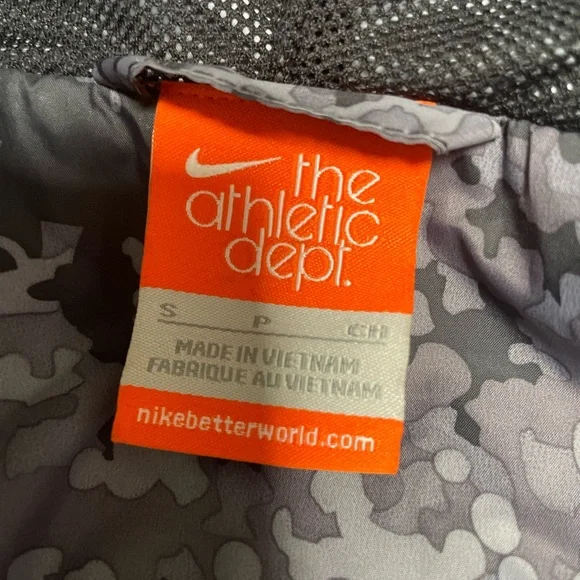 the
athletic
dept.
S P CH
MADE IN VIETNAM
FABRIQUE AU VIETNAM
nikebetterworld.com